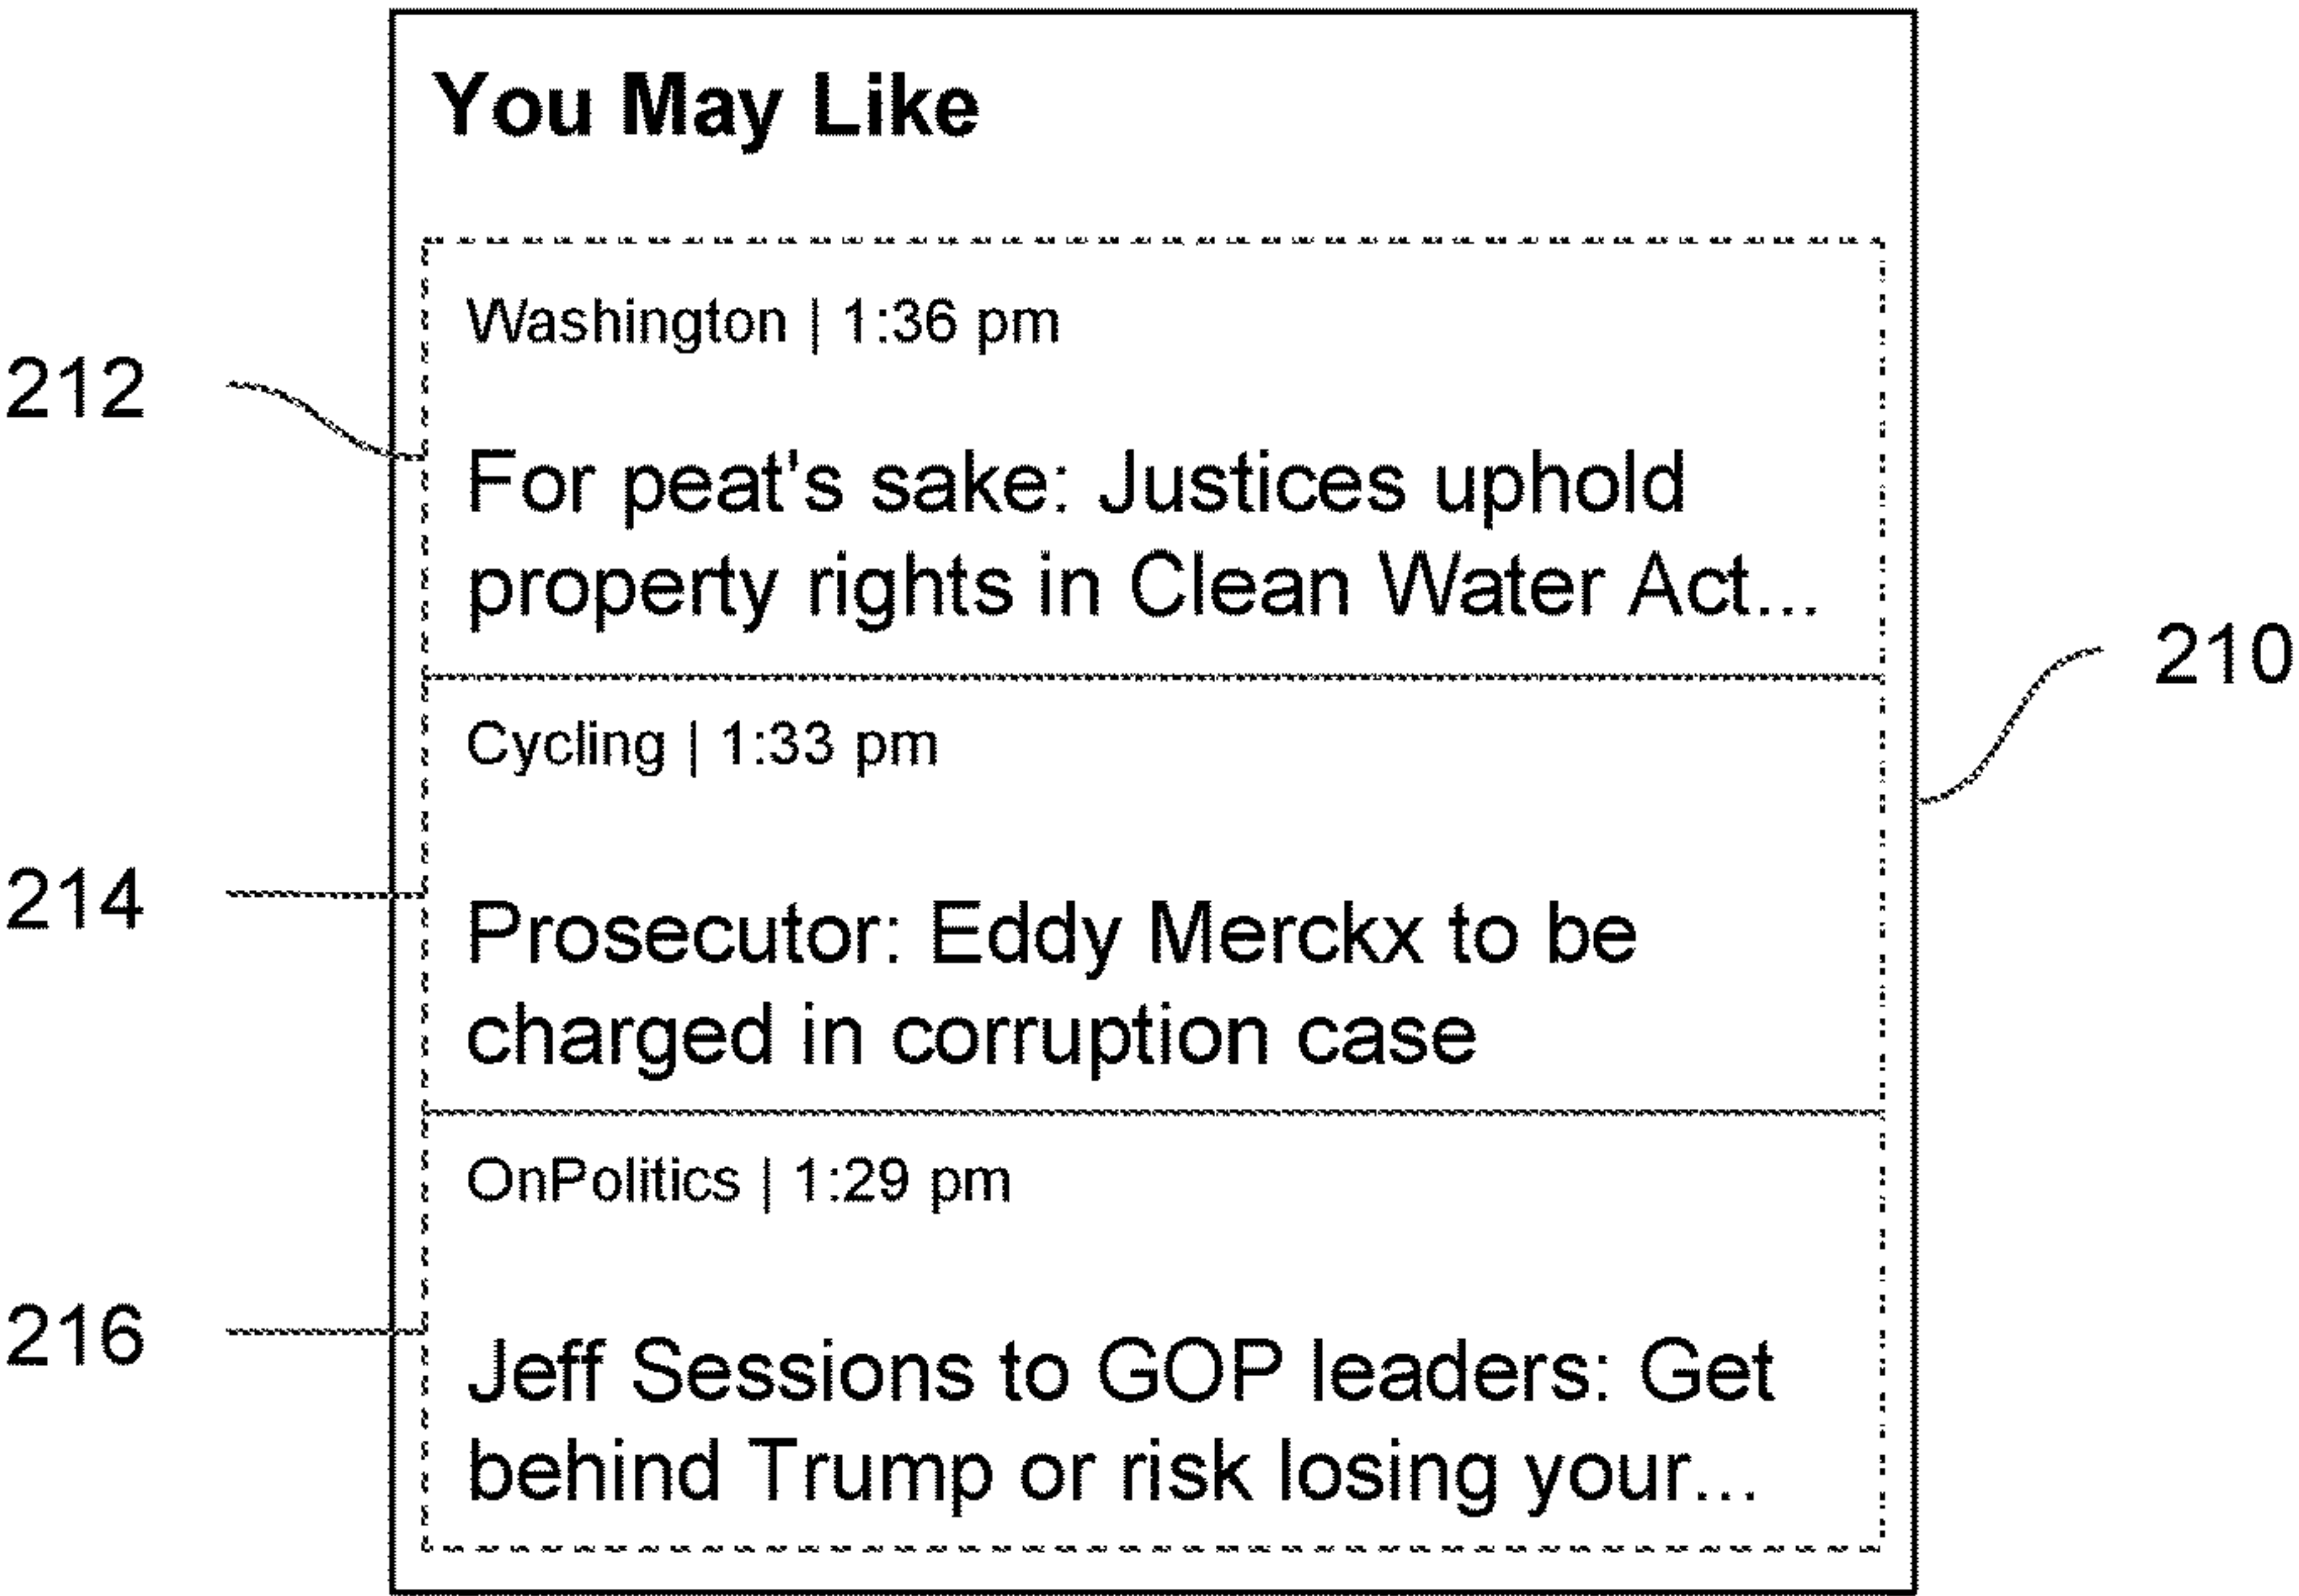 You May Like
Washington | 1:36 pm
212
For peat's sake: Justices uphold
property rights in Clean Water Act...
210
Cycling | 1:33 pm
214
Prosecutor: Eddy Merckx to be
charged in corruption case
OnPolitics | 1:29 pm
216
Jeff Sessions to GOP leaders: Get
behind Trump or risk losing your...